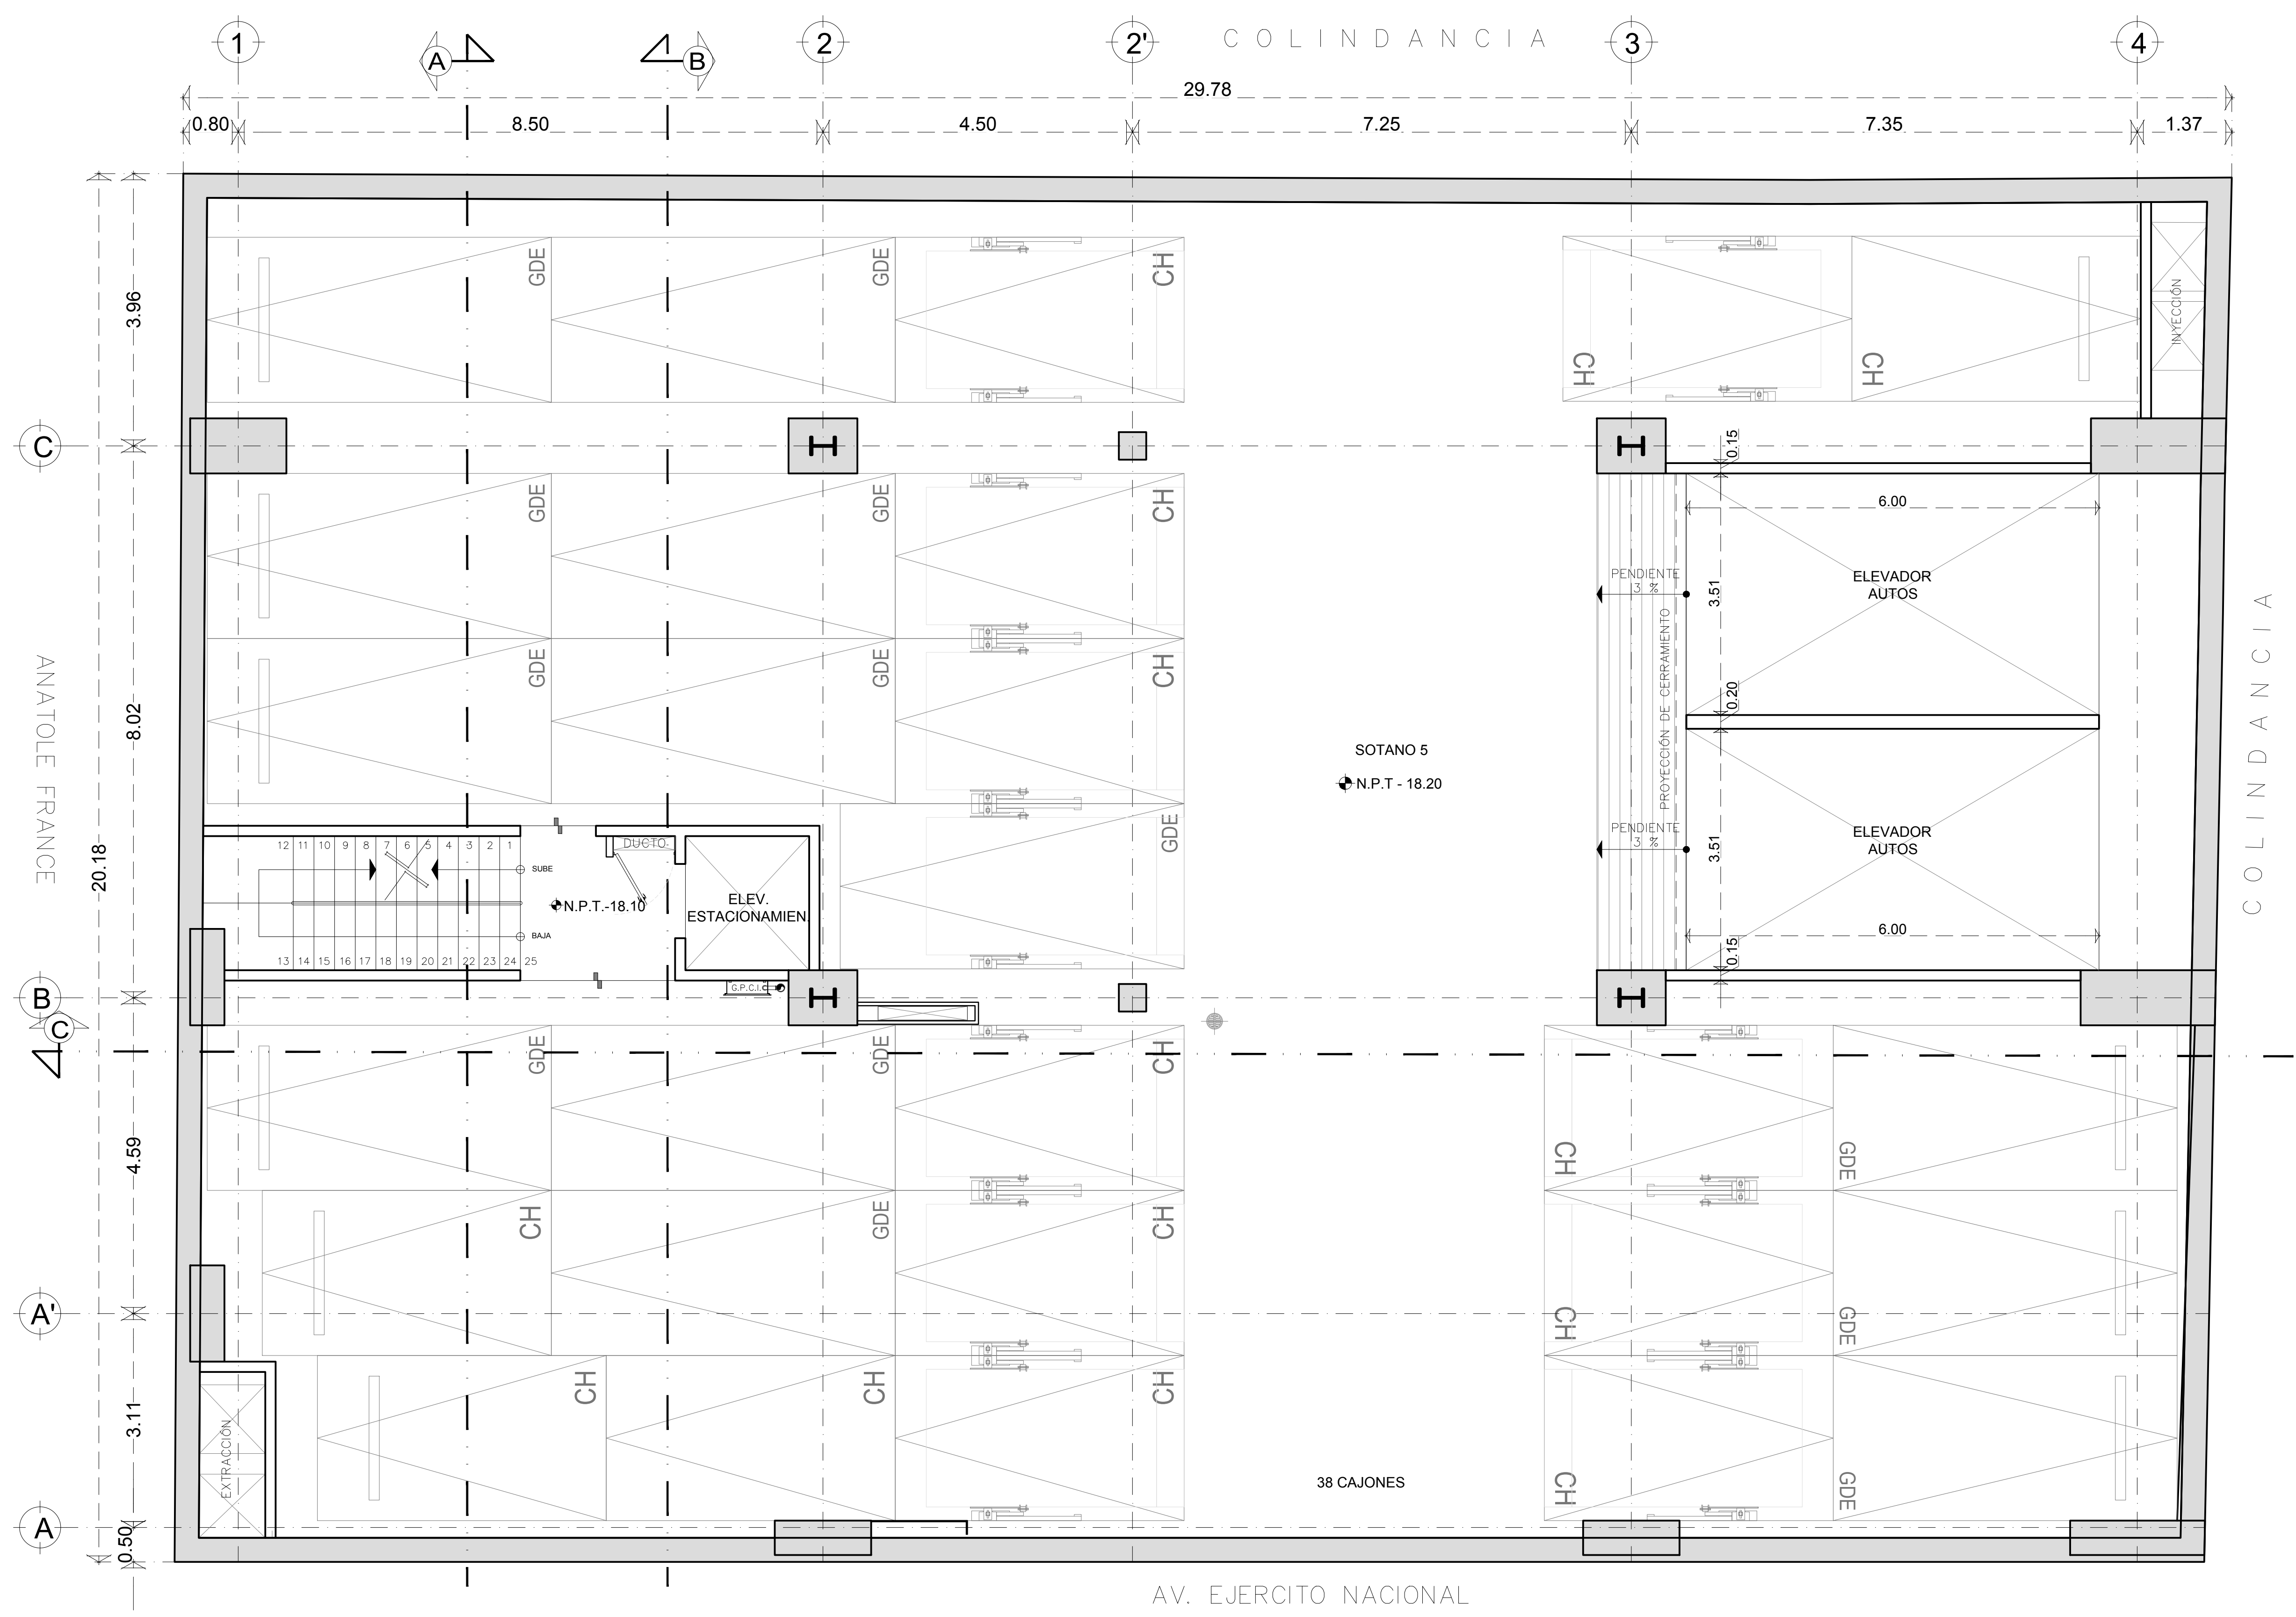 1
A
B
2
2'
COLINDANCIA
3
4
29.78
0.80
8.50
4.50
7.25
7.35
1.37
3.96
GDE
GDE
CH
CH
CH
INYECCIÓN
C
0.15
GDE
GDE
CH
6.00
PENDIENTE
3 %
3.51
ELEVADOR
AUTOS
COLINDANCIA
ANATOLE FRANCE
8.02
GDE
GDE
CH
PROYECCIÓN DE CERRAMIENTO
0.20
SOTANO 5
N.P.T - 18.20
20.18
12 11 10 9 8 7 6 5 4 3 2 1
DUCTO
GDE
PENDIENTE
3 %
3.51
ELEVADOR
AUTOS
SUBE
N.P.T.-18.10
ELEV.
ESTACIONAMIEN.
BAJA
6.00
0.15
13 14 15 16 17 18 19 20 21 22 23 24 25
G.P.C.I.
B
C
GDE
GDE
CH
CH
GDE
4.59
CH
GDE
CH
CH
GDE
A'
3.11
CH
CH
CH
CH
GDE
EXTRACCIÓN
38 CAJONES
A
0.50
AV. EJERCITO NACIONAL